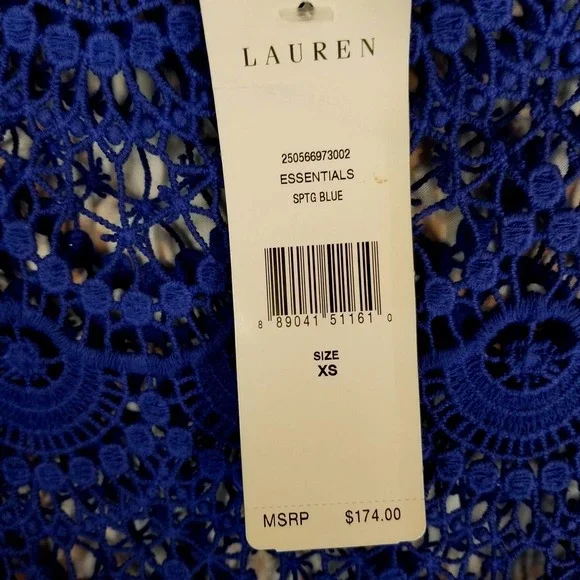 LAUREN
250566973002
ESSENTIALS
SPTG BLUE
8 89041 51161 0
SIZE
XS
MSRP $174.00